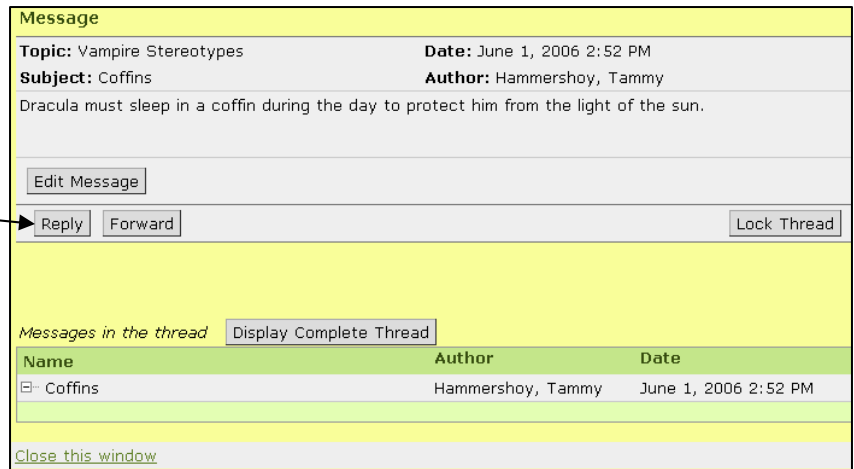 Message
Topic: Vampire Stereotypes Date: June 1, 2006 2:52 PM
Subject: Coffins Author: Hammershoy, Tammy
Dracula must sleep in a coffin during the day to protect him from the light of the sun.
Edit Message
Reply Forward Lock Thread
Messages in the thread Display Complete Thread
Name Author Date
Coffins Hammershoy, Tammy June 1, 2006 2:52 PM
Close this window